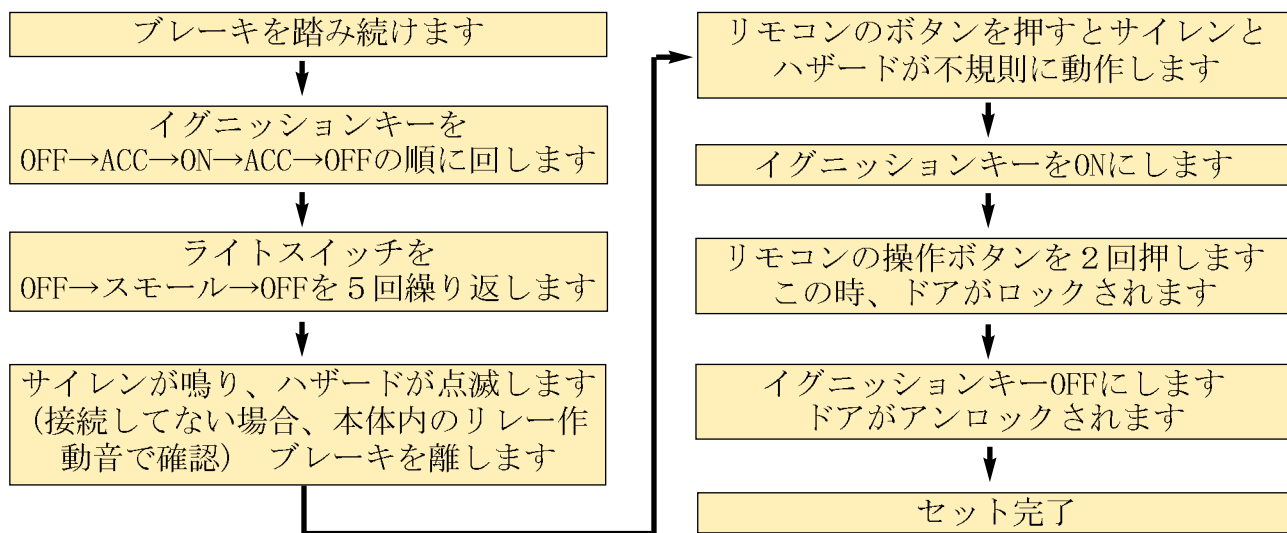 ブレーキを踏み続けます
イグニッションキーを
OFF→ACC→ON→ACC→OFFの順に回します
ライトスイッチを
OFF→スモール→OFFを５回繰り返します
サイレンが鳴り、ハザードが点滅します
(接続してない場合、本体内のリレー作
動音で確認)　ブレーキを離します
リモコンのボタンを押すとサイレンと
ハザードが不規則に動作します
イグニッションキーをONにします
リモコンの操作ボタンを２回押します
この時、ドアがロックされます
イグニッションキーOFFにします
ドアがアンロックされます
セット完了